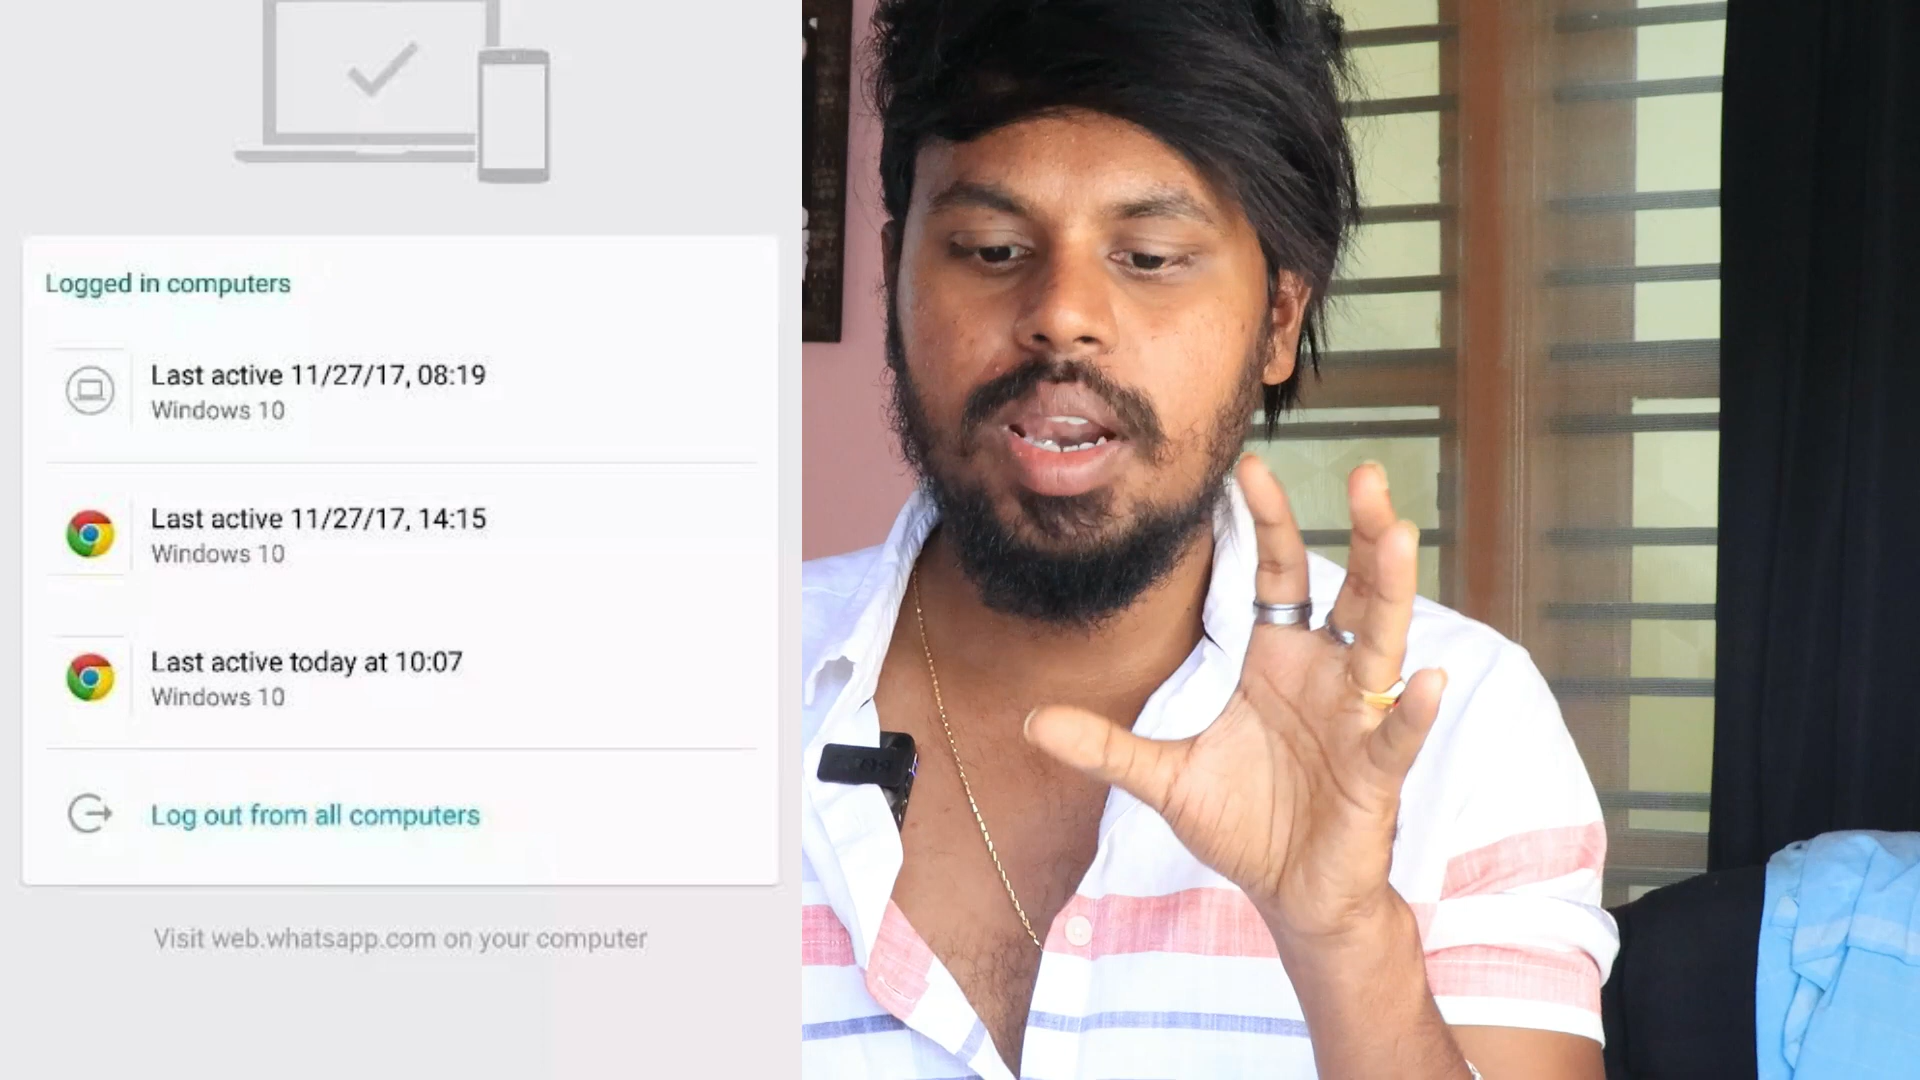 Logged in computers
Last active 11/27/17, 08:19
Windows 10
Last active 11/27/17, 14:15
Windows 10
Last active today at 10:07
Windows 10
Log out from all computers
Visit web.whatsapp.com on your computer